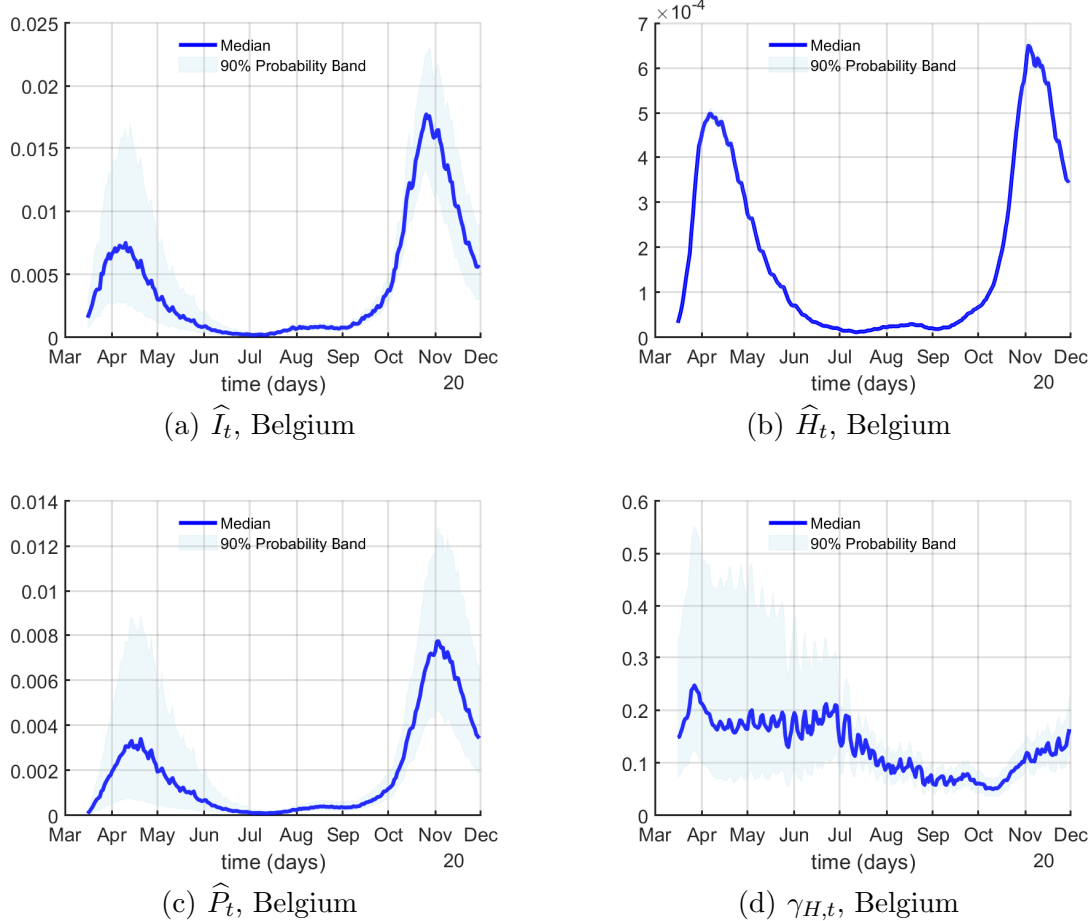 0.025
0.02
0.015
0.01
0.005
0
Median
90% Probability Band
Mar Apr May Jun Jul Aug Sep Oct Nov Dec
time (days) 20
(a) Î_t, Belgium
×10^-4
7
6
5
4
3
2
1
0
Median
90% Probability Band
Mar Apr May Jun Jul Aug Sep Oct Nov Dec
time (days) 20
(b) Ĥ_t, Belgium
0.014
0.012
0.01
0.008
0.006
0.004
0.002
0
Median
90% Probability Band
Mar Apr May Jun Jul Aug Sep Oct Nov Dec
time (days) 20
(c) P̂_t, Belgium
0.6
0.5
0.4
0.3
0.2
0.1
0
Median
90% Probability Band
Mar Apr May Jun Jul Aug Sep Oct Nov Dec
time (days) 20
(d) γ_{H,t}, Belgium